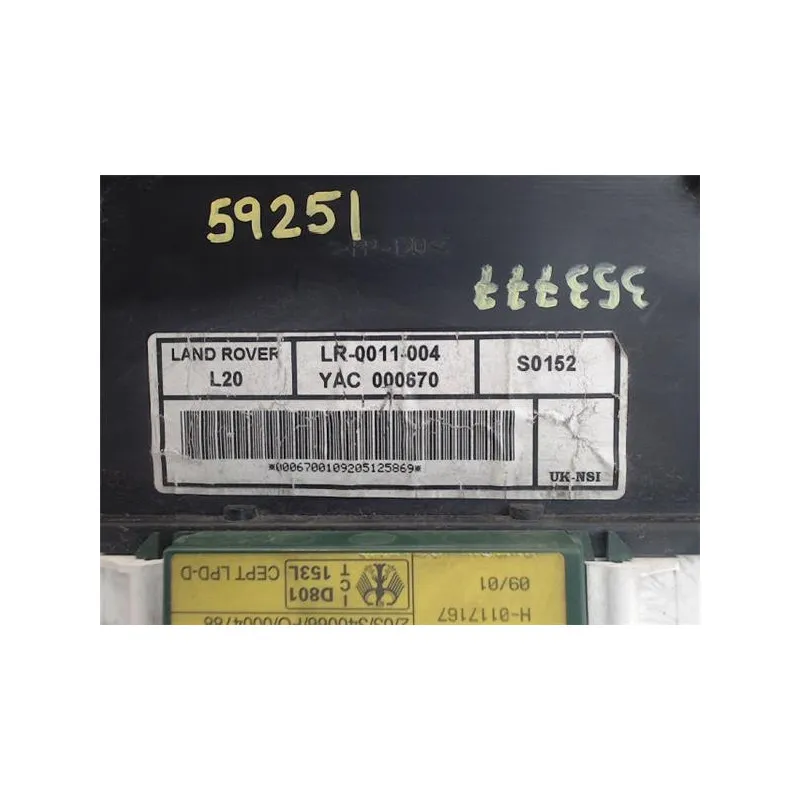 59251
353777
LAND ROVER
L20
LR-0011-004
YAC 000670
S0152
*0006700109205125869*
UK-NSI
I D801
C
T 153L
CEPT LPD-D
09/01
H-0117167